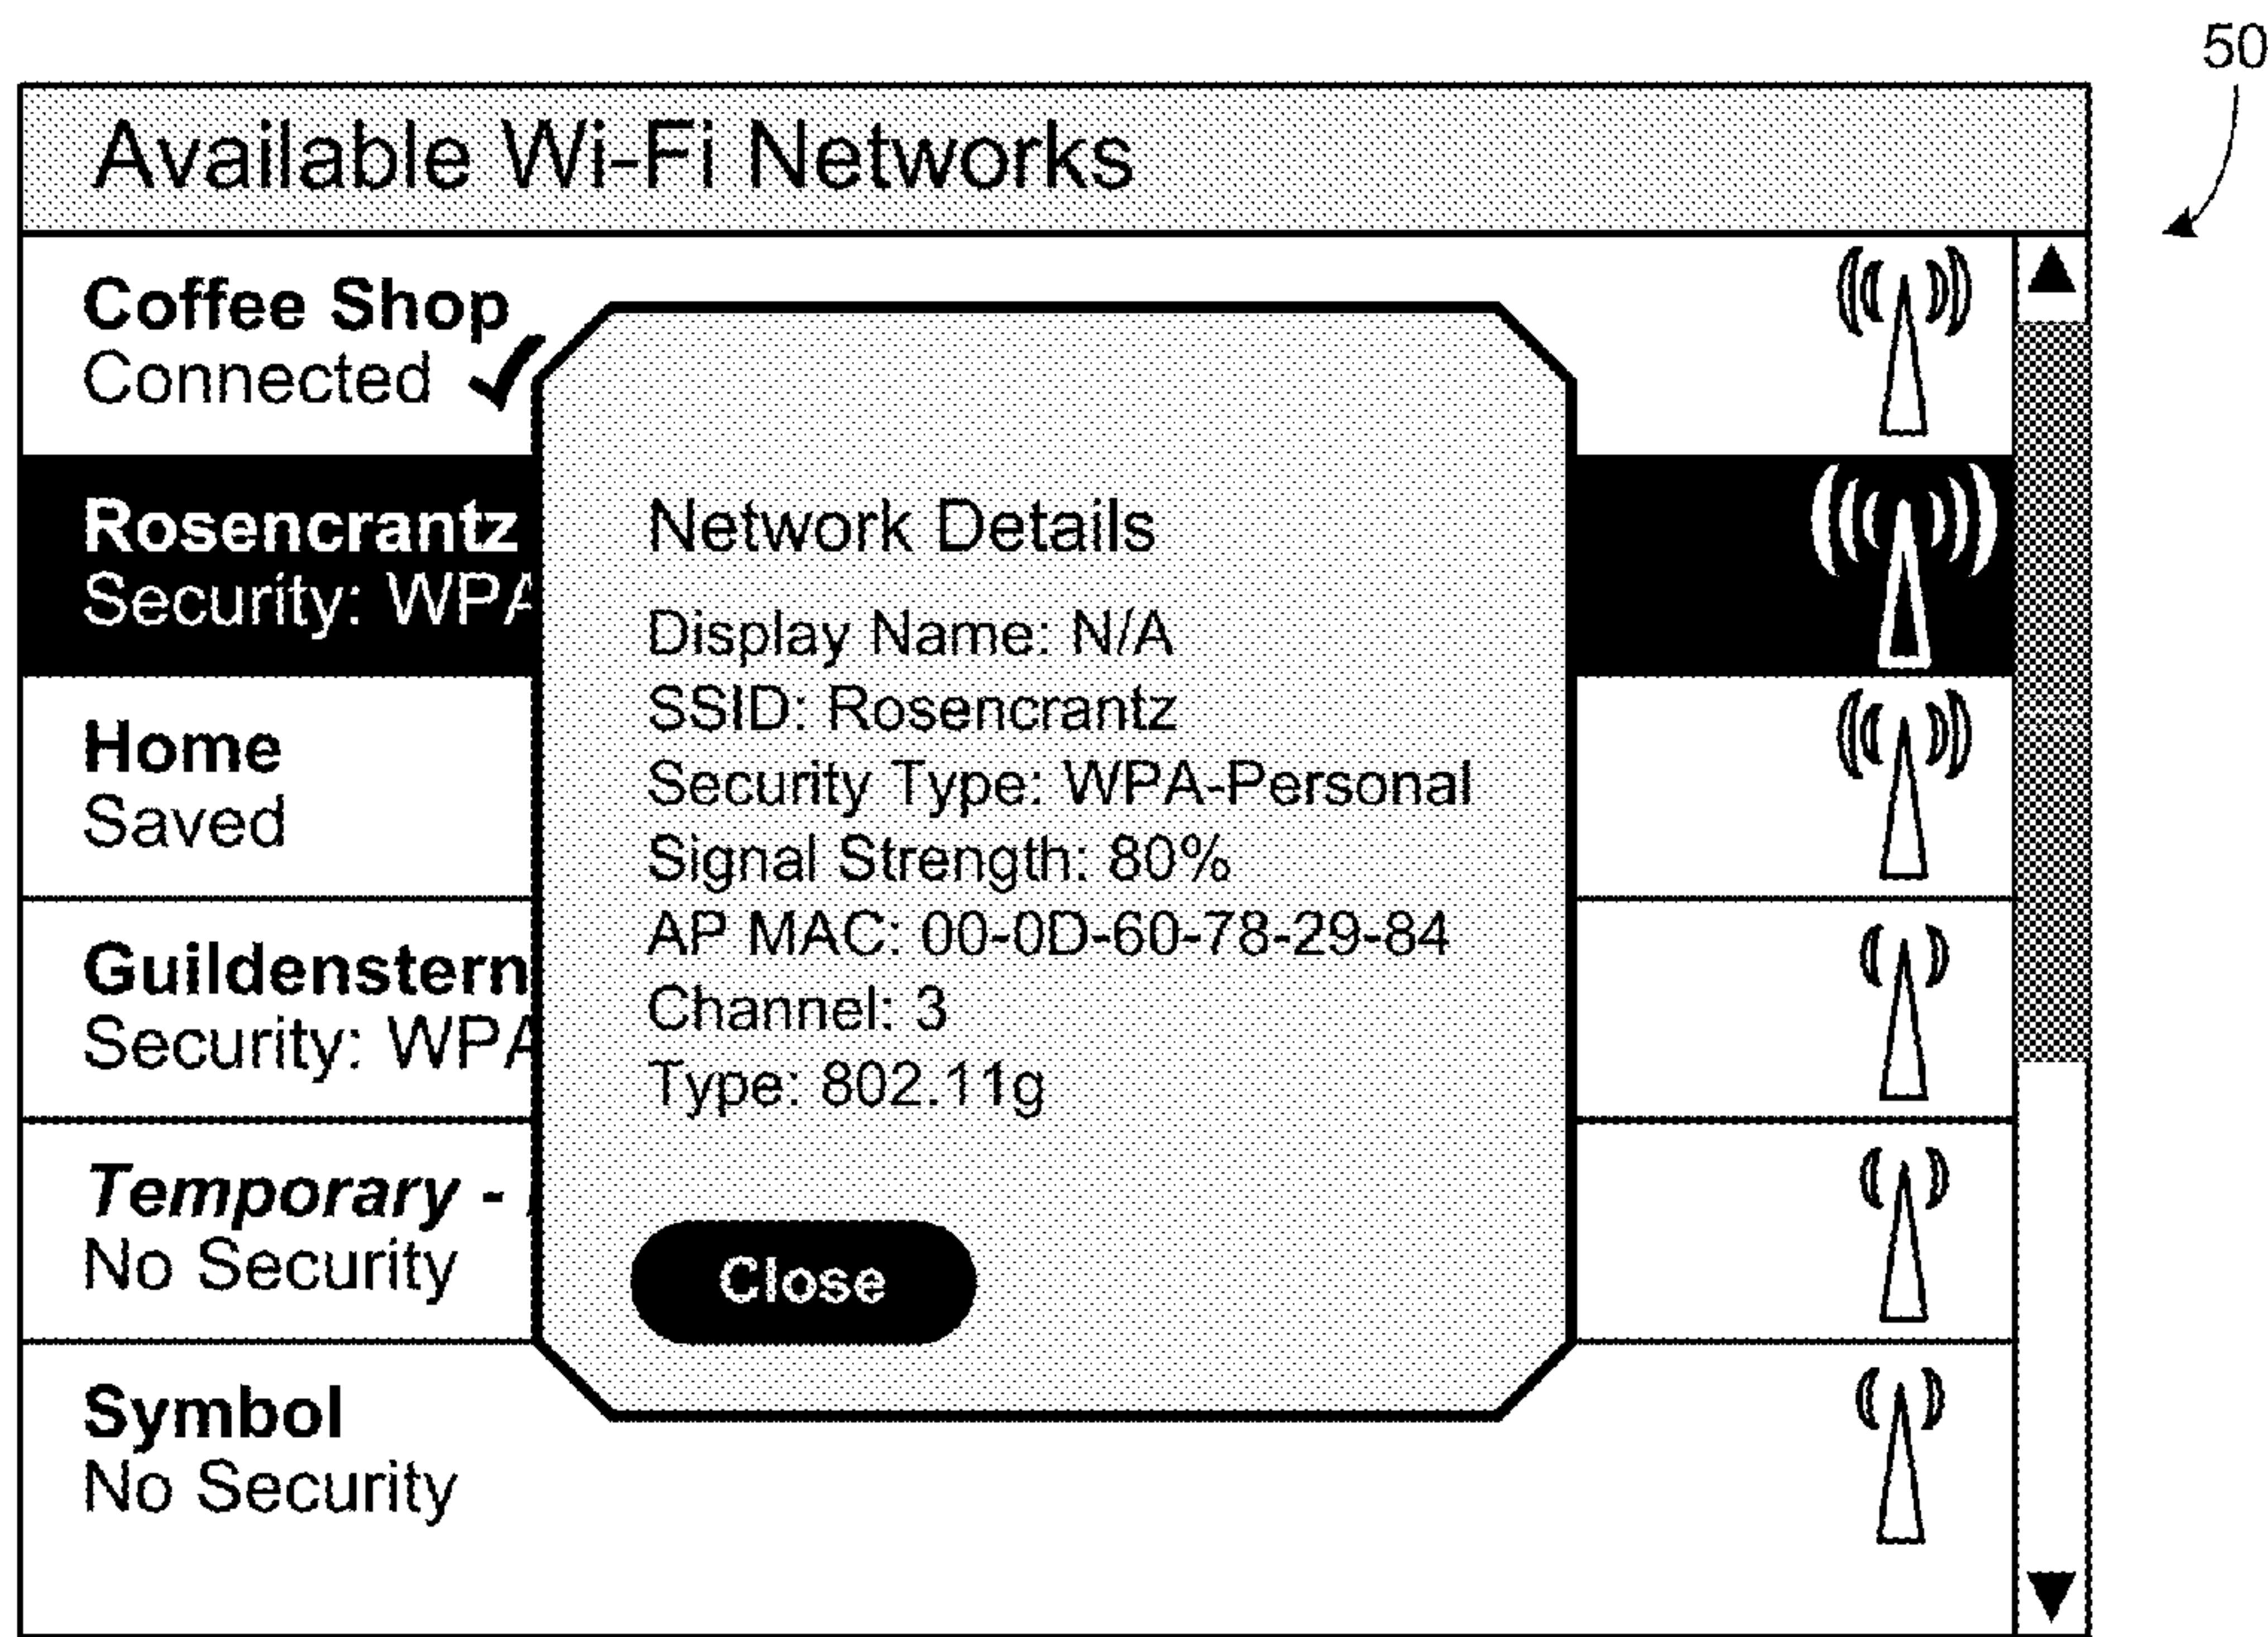 50
Available Wi-Fi Networks
Coffee Shop
Connected
Rosencrantz
Security: WPA
Home
Saved
Guildenstern
Security: WPA
Temporary -
No Security
Symbol
No Security
Network Details
Display Name: N/A
SSID: Rosencrantz
Security Type: WPA-Personal
Signal Strength: 80%
AP MAC: 00-0D-60-78-29-84
Channel: 3
Type: 802.11g
Close